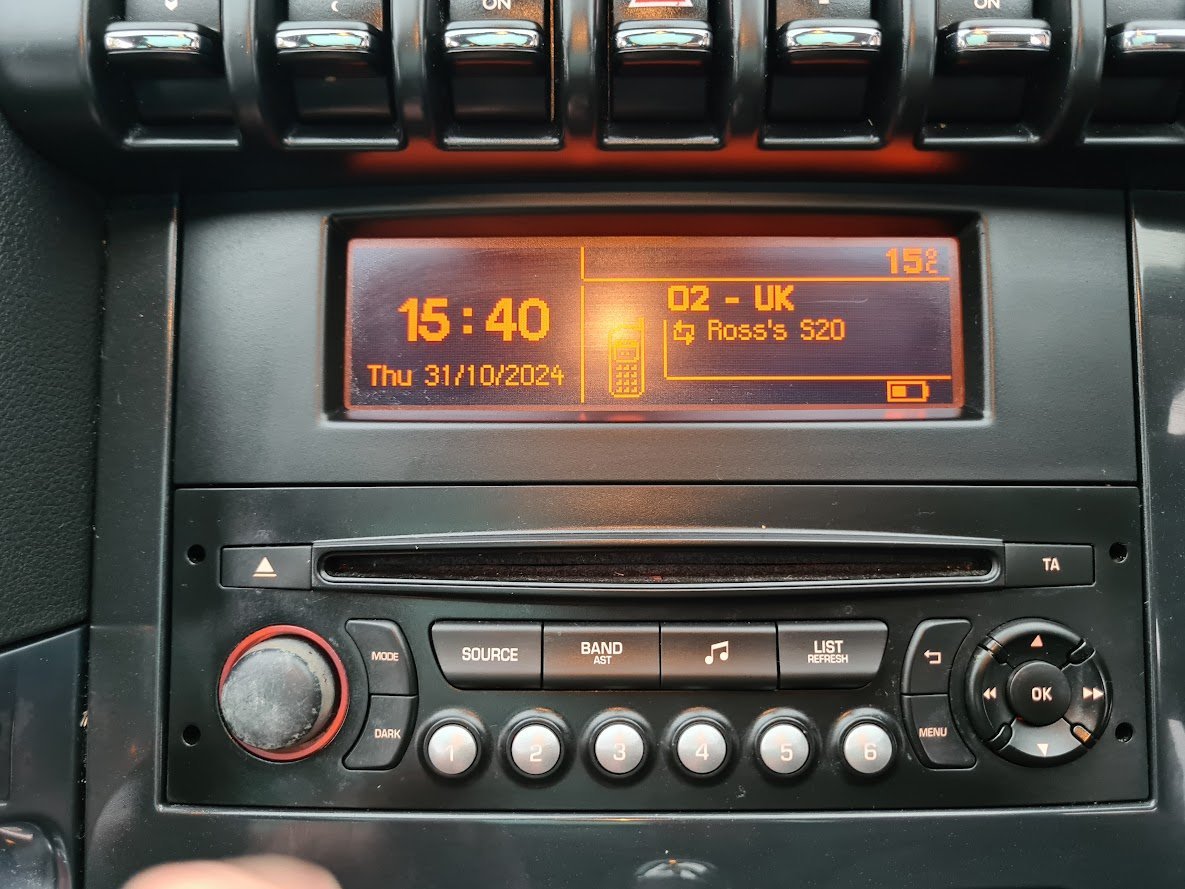 ON
ON
15°C
15:40
Thu 31/10/2024
O2 - UK
Ross's S20
TA
MODE
SOURCE
BAND
AST
LIST
REFRESH
DARK
MENU
OK
1
2
3
4
5
6